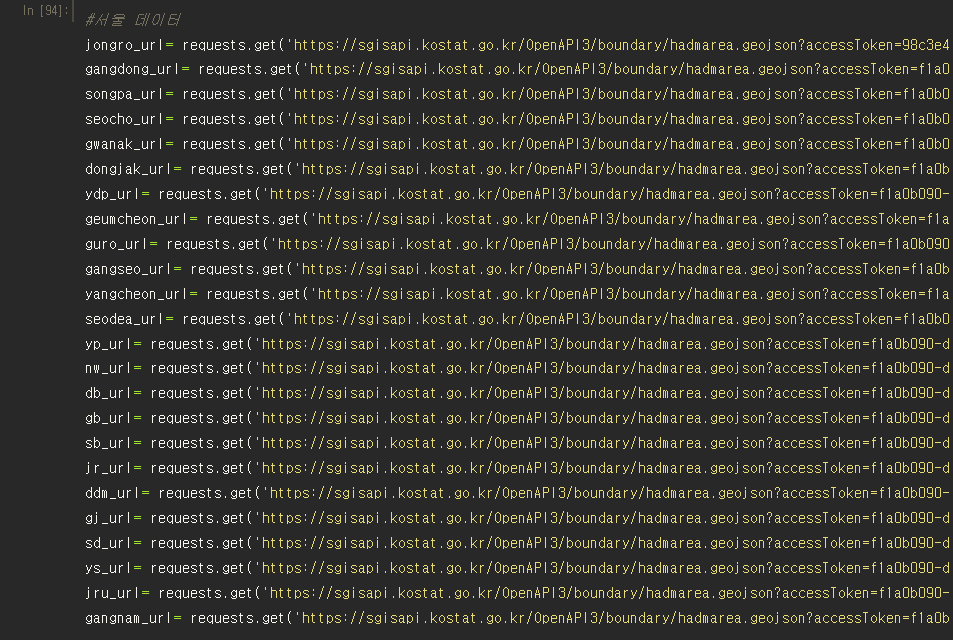 In [94]:
#서울 데이터
jongro_url= requests.get('https://sgisapi.kostat.go.kr/OpenAPI3/boundary/hadmarea.geojson?accessToken=98c3e4
gangdong_url= requests.get('https://sgisapi.kostat.go.kr/OpenAPI3/boundary/hadmarea.geojson?accessToken=f1a0
songpa_url= requests.get('https://sgisapi.kostat.go.kr/OpenAPI3/boundary/hadmarea.geojson?accessToken=f1a0b0
seocho_url= requests.get('https://sgisapi.kostat.go.kr/OpenAPI3/boundary/hadmarea.geojson?accessToken=f1a0b0
gwanak_url= requests.get('https://sgisapi.kostat.go.kr/OpenAPI3/boundary/hadmarea.geojson?accessToken=f1a0b0
dongjak_url= requests.get('https://sgisapi.kostat.go.kr/OpenAPI3/boundary/hadmarea.geojson?accessToken=f1a0b
ydp_url= requests.get('https://sgisapi.kostat.go.kr/OpenAPI3/boundary/hadmarea.geojson?accessToken=f1a0b090-
geumcheon_url= requests.get('https://sgisapi.kostat.go.kr/OpenAPI3/boundary/hadmarea.geojson?accessToken=f1a
guro_url= requests.get('https://sgisapi.kostat.go.kr/OpenAPI3/boundary/hadmarea.geojson?accessToken=f1a0b090
gangseo_url= requests.get('https://sgisapi.kostat.go.kr/OpenAPI3/boundary/hadmarea.geojson?accessToken=f1a0b
yangcheon_url= requests.get('https://sgisapi.kostat.go.kr/OpenAPI3/boundary/hadmarea.geojson?accessToken=f1a
seodea_url= requests.get('https://sgisapi.kostat.go.kr/OpenAPI3/boundary/hadmarea.geojson?accessToken=f1a0b0
yp_url= requests.get('https://sgisapi.kostat.go.kr/OpenAPI3/boundary/hadmarea.geojson?accessToken=f1a0b090-d
nw_url= requests.get('https://sgisapi.kostat.go.kr/OpenAPI3/boundary/hadmarea.geojson?accessToken=f1a0b090-d
db_url= requests.get('https://sgisapi.kostat.go.kr/OpenAPI3/boundary/hadmarea.geojson?accessToken=f1a0b090-d
gb_url= requests.get('https://sgisapi.kostat.go.kr/OpenAPI3/boundary/hadmarea.geojson?accessToken=f1a0b090-d
sb_url= requests.get('https://sgisapi.kostat.go.kr/OpenAPI3/boundary/hadmarea.geojson?accessToken=f1a0b090-d
jr_url= requests.get('https://sgisapi.kostat.go.kr/OpenAPI3/boundary/hadmarea.geojson?accessToken=f1a0b090-d
ddm_url= requests.get('https://sgisapi.kostat.go.kr/OpenAPI3/boundary/hadmarea.geojson?accessToken=f1a0b090-
gj_url= requests.get('https://sgisapi.kostat.go.kr/OpenAPI3/boundary/hadmarea.geojson?accessToken=f1a0b090-d
sd_url= requests.get('https://sgisapi.kostat.go.kr/OpenAPI3/boundary/hadmarea.geojson?accessToken=f1a0b090-d
ys_url= requests.get('https://sgisapi.kostat.go.kr/OpenAPI3/boundary/hadmarea.geojson?accessToken=f1a0b090-d
jru_url= requests.get('https://sgisapi.kostat.go.kr/OpenAPI3/boundary/hadmarea.geojson?accessToken=f1a0b090-
gangnam_url= requests.get('https://sgisapi.kostat.go.kr/OpenAPI3/boundary/hadmarea.geojson?accessToken=f1a0b